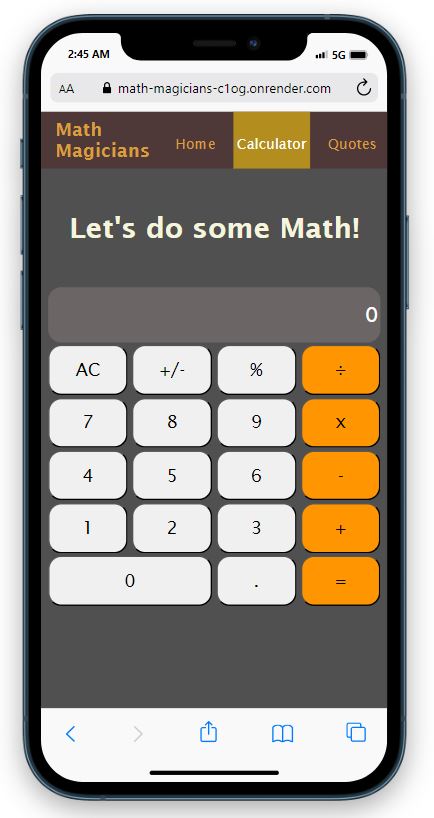 2:45 AM 5G
AA math-magicians-c1og.onrender.com
Math
Magicians Home Calculator Quotes
Let's do some Math!
0
AC +/- % ÷
7 8 9 x
4 5 6 -
1 2 3 +
0 . =